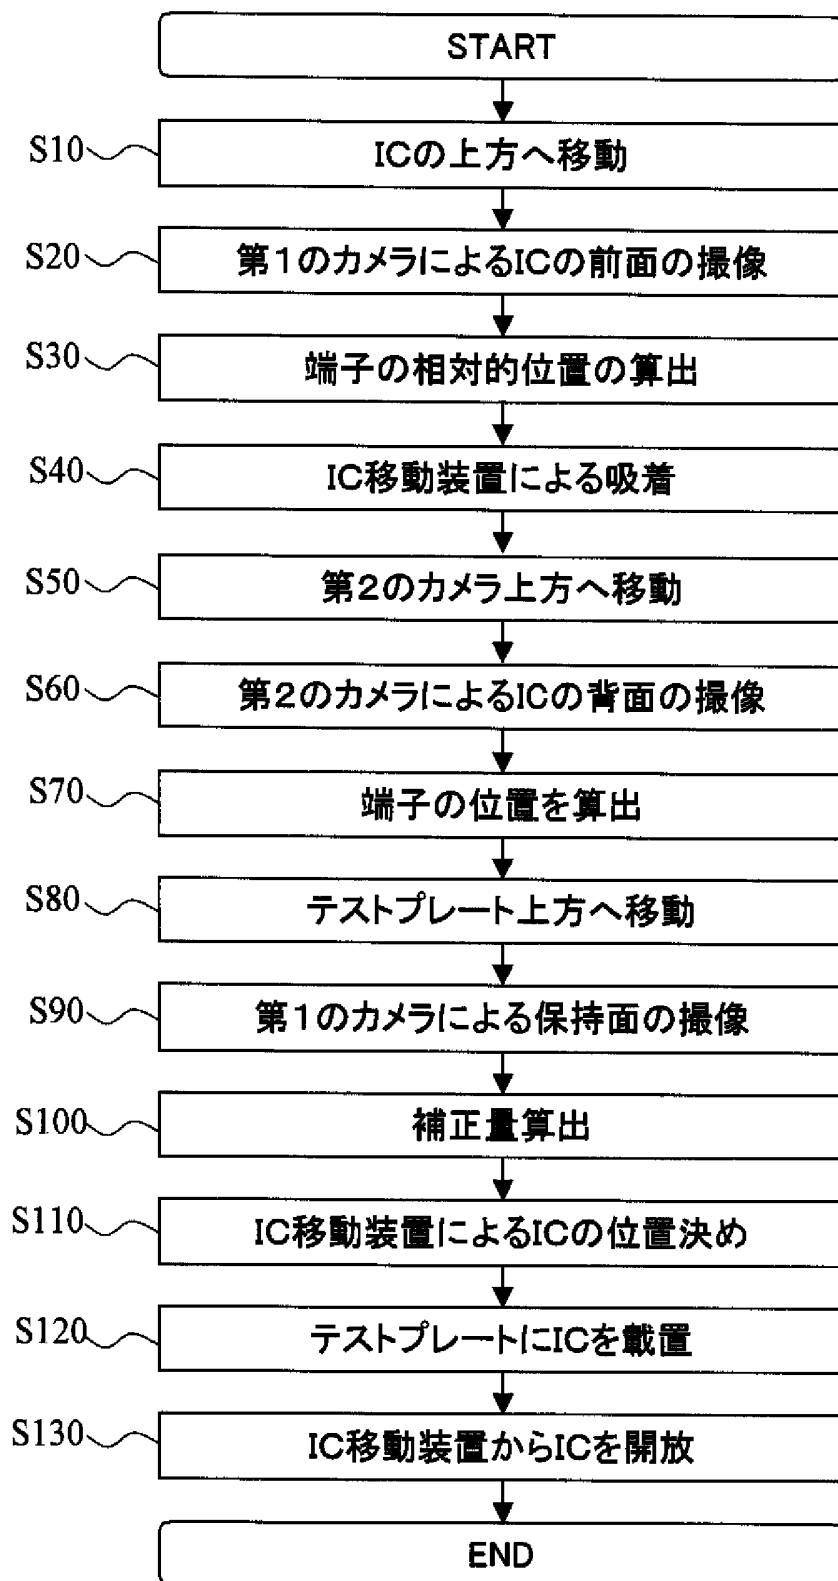 START
S10 ICの上方へ移動
S20 第1のカメラによるICの前面の撮像
S30 端子の相対的位置の算出
S40 IC移動装置による吸着
S50 第2のカメラ上方へ移動
S60 第2のカメラによるICの背面の撮像
S70 端子の位置を算出
S80 テストプレート上方へ移動
S90 第1のカメラによる保持面の撮像
S100 補正量算出
S110 IC移動装置によるICの位置決め
S120 テストプレートにICを載置
S130 IC移動装置からICを開放
END